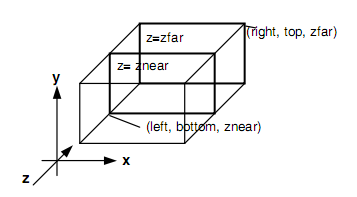 (right, top, zfar)
z=zfar
z= znear
y
(left, bottom, znear)
x
z